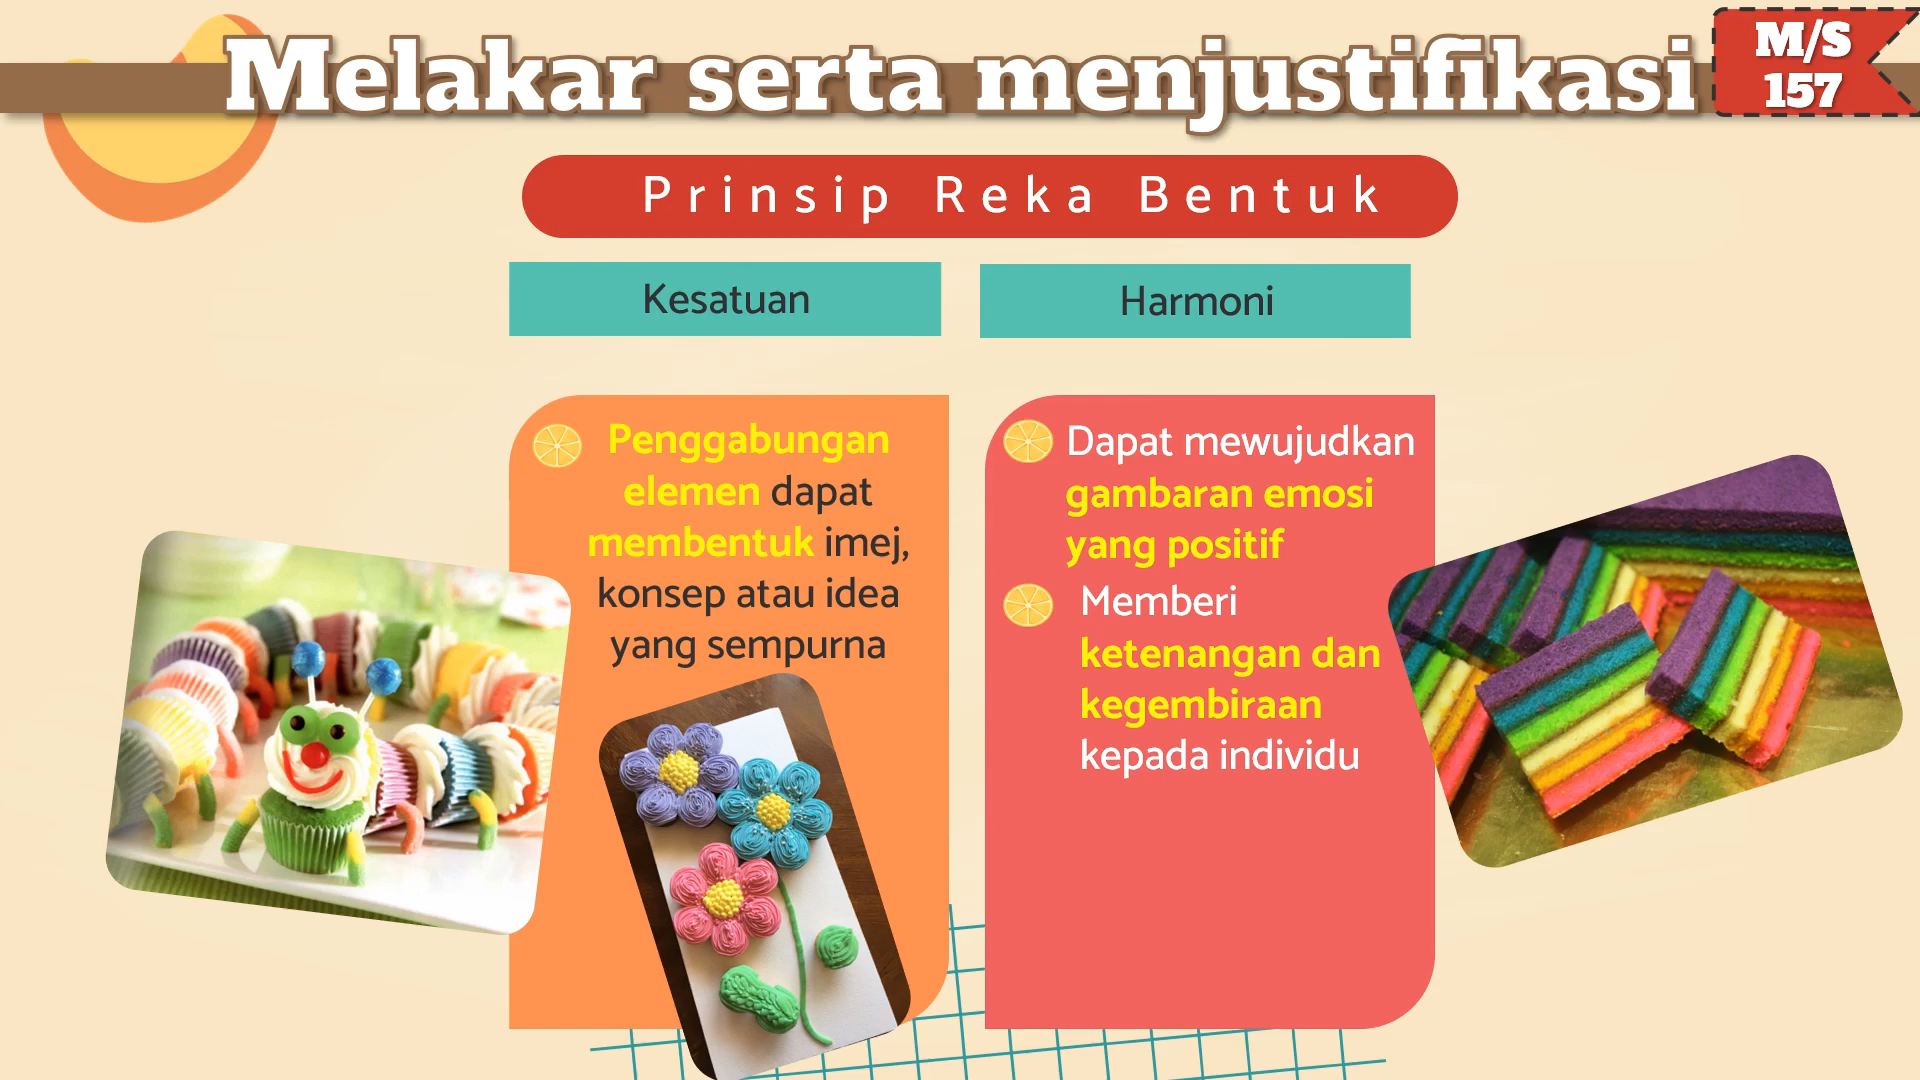 Melakar serta menjustifikasi
M/S
157
Prinsip Reka Bentuk
Kesatuan
Harmoni
Penggabungan
elemen dapat
membentuk imej,
konsep atau idea
yang sempurna
Dapat mewujudkan
gambaran emosi
yang positif
Memberi
ketenangan dan
kegembiraan
kepada individu